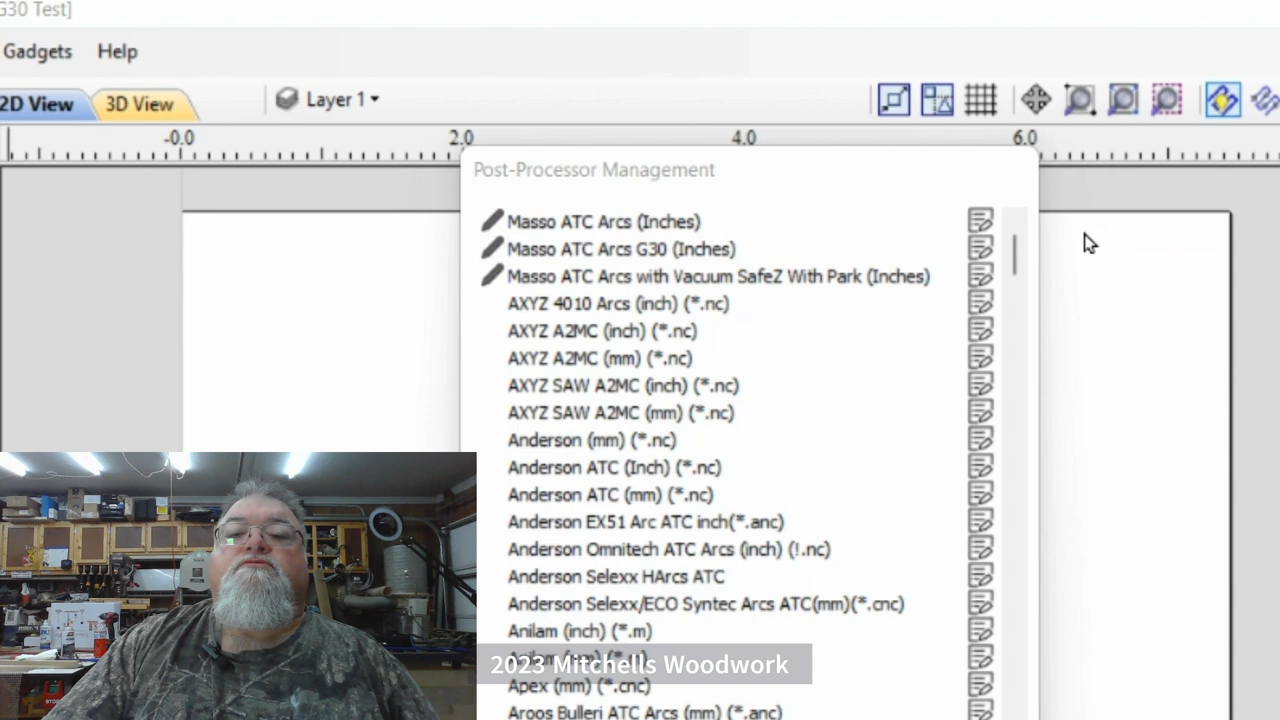 G30 Test]
Gadgets Help
2D View 3D View Layer 1
-0.0 2.0 4.0 6.0
Post-Processor Management
Masso ATC Arcs (Inches)
Masso ATC Arcs G30 (Inches)
Masso ATC Arcs with Vacuum SafeZ With Park (Inches)
AXYZ 4010 Arcs (inch) (*.nc)
AXYZ A2MC (inch) (*.nc)
AXYZ A2MC (mm) (*.nc)
AXYZ SAW A2MC (inch) (*.nc)
AXYZ SAW A2MC (mm) (*.nc)
Anderson (mm) (*.nc)
Anderson ATC (Inch) (*.nc)
Anderson ATC (mm) (*.nc)
Anderson EX51 Arc ATC inch(*.anc)
Anderson Omnitech ATC Arcs (inch) (!.nc)
Anderson Selexx HArcs ATC
Anderson Selexx/ECO Syntec Arcs ATC(mm)(*.cnc)
Anilam (inch) (*.m)
2023 Mitchells Woodwork
Apex (mm) (*.cnc)
Aroos Bulleri ATC Arcs (mm) (*.anc)